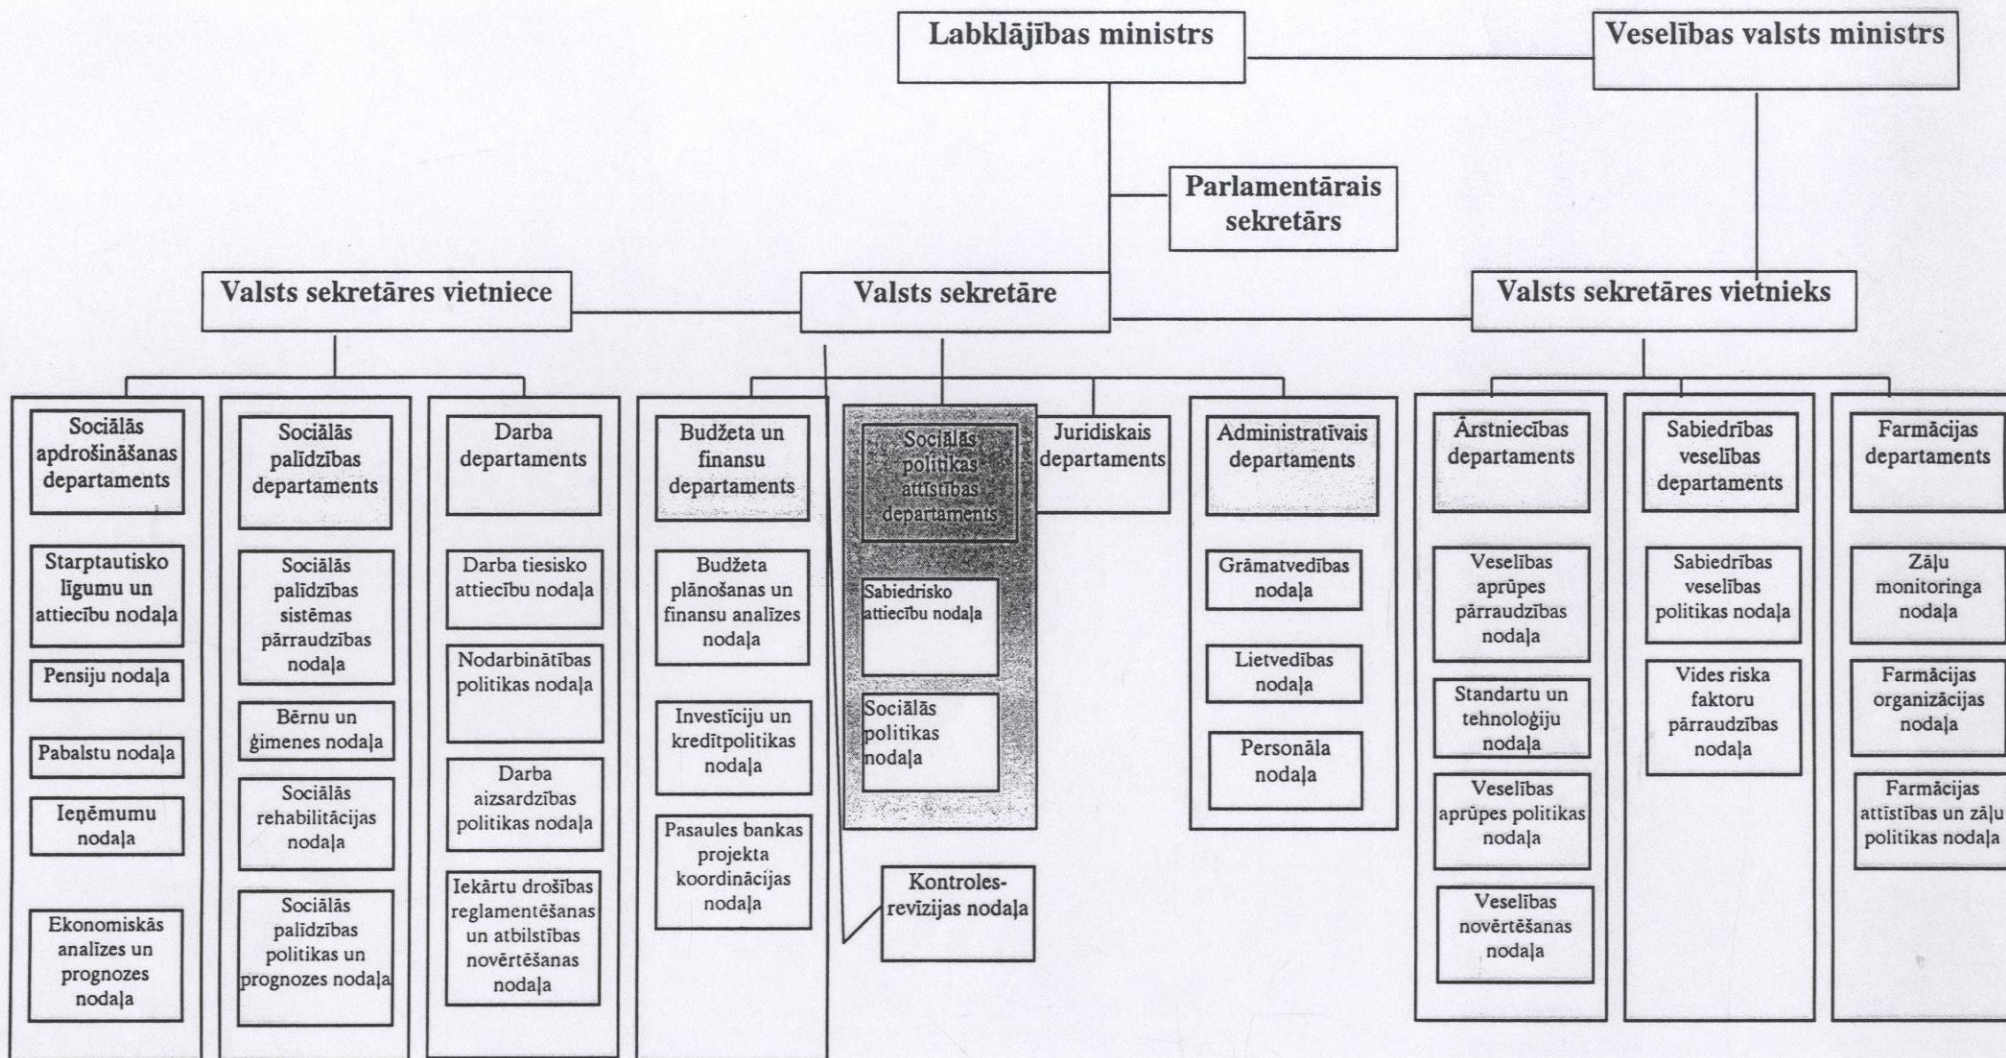 Labklājības ministrs
Veselības valsts ministrs
Parlamentārais
sekretārs
Valsts sekretāres vietniece
Valsts sekretāre
Valsts sekretāres vietnieks
Sociālās
apdrošināšanas
departaments
Starptautisko
līgumu un
attiecību nodaļa
Pensiju nodaļa
Pabalstu nodaļa
Ieņēmumu
nodaļa
Ekonomiskās
analīzes un
prognozes
nodaļa
Sociālās
palīdzības
departaments
Sociālās
palīdzības
sistēmas
pārraudzības
nodaļa
Bērnu un
ģimenes nodaļa
Sociālās
rehabilitācijas
nodaļa
Sociālās
palīdzības
politikas un
prognozes nodaļa
Darba
departaments
Darba tiesisko
attiecību nodaļa
Nodarbinātības
politikas nodaļa
Darba
aizsardzības
politikas nodaļa
Iekārtu drošības
reglamentēšanas
un atbilstības
novērtēšanas
nodaļa
Budžeta un
finansu
departaments
Budžeta
plānošanas un
finansu analīzes
nodaļa
Investīciju un
kredītpolitikas
nodaļa
Pasaules bankas
projekta
koordinācijas
nodaļa
Sociālās
politikas
attīstības
departaments
Sabiedrisko
attiecību nodaļa
Sociālās
politikas
nodaļa
Kontroles-
revīzijas nodaļa
Juridiskais
departaments
Administratīvais
departaments
Grāmatvedības
nodaļa
Lietvedības
nodaļa
Personāla
nodaļa
Ārstniecības
departaments
Veselības
aprūpes
pārraudzības
nodaļa
Standartu un
tehnoloģiju
nodaļa
Veselības
aprūpes politikas
nodaļa
Veselības
novērtēšanas
nodaļa
Sabiedrības
veselības
departaments
Sabiedrības
veselības
politikas nodaļa
Vides riska
faktoru
pārraudzības
nodaļa
Farmācijas
departaments
Zāļu
monitoringa
nodaļa
Farmācijas
organizācijas
nodaļa
Farmācijas
attīstības un zāļu
politikas nodaļa